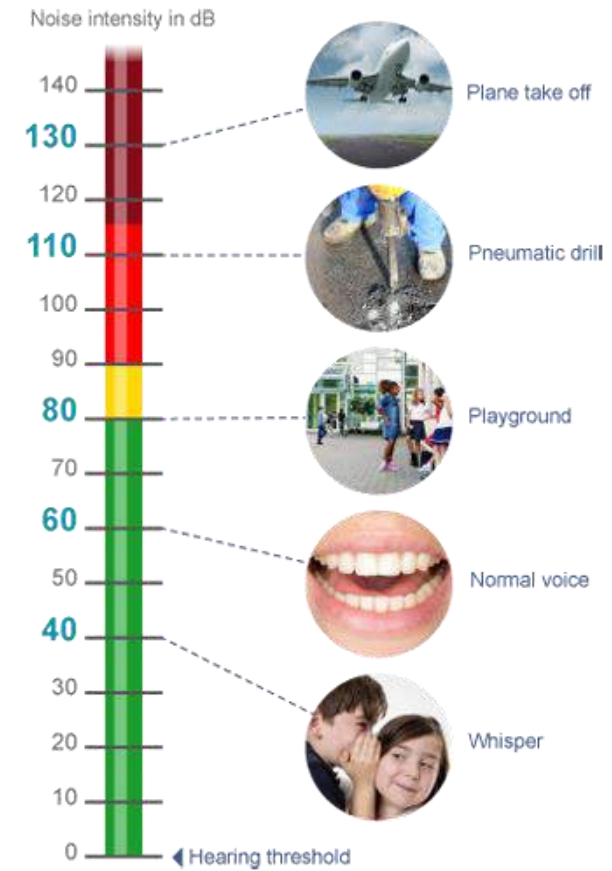 Noise intensity in dB
140
Plane take off
130
120
110
Pneumatic drill
100
90
80
Playground
70
60
Normal voice
50
40
30
Whisper
20
10
0
Hearing threshold